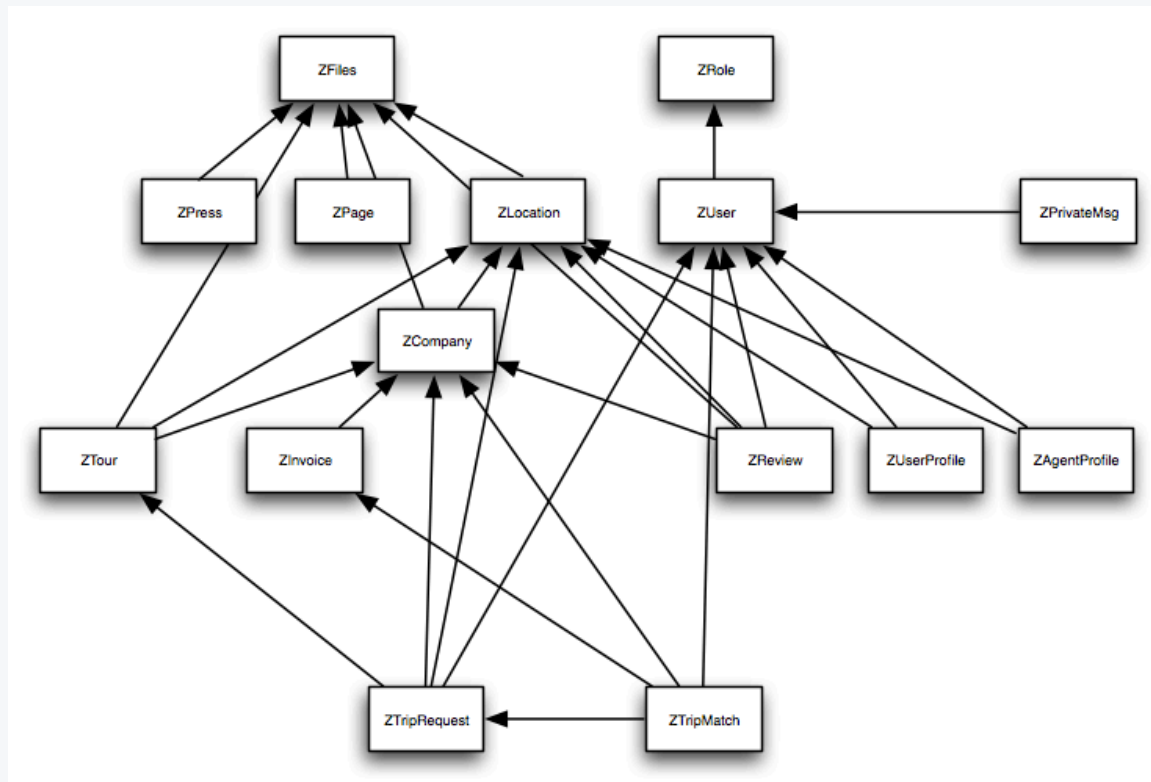 ZFiles
ZRole
ZPress
ZPage
ZLocation
ZUser
ZPrivateMsg
ZCompany
ZTour
ZInvoice
ZReview
ZUserProfile
ZAgentProfile
ZTripRequest
ZTripMatch